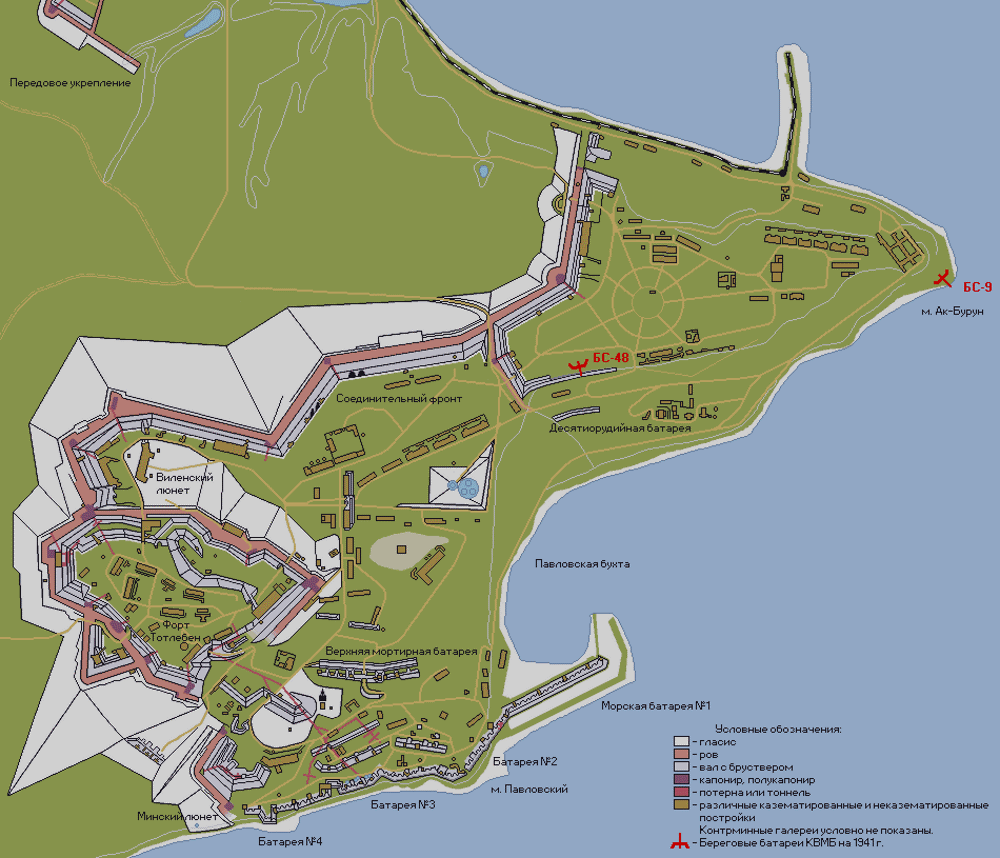 Передовое укрепление
БС-9
м. Ак-Бурун
БС-48
Соединительный фронт
Десятиорудийная батарея
Виленский
люнет
Павловская бухта
Форт
Тотлебен
Верхняя мортирная батарея
Морская батарея №1
Батарея №2
м. Павловский
Батарея №3
Минский люнет
Батарея №4
Условные обозначения:
- гласис
- ров
- вал с бруствером
- капонир, полукапонир
- потерна или тоннель
- различные казематированные и неказематированные
постройки
Контрминные галереи условно не показаны.
- Береговые батареи КВМБ на 1941 г.